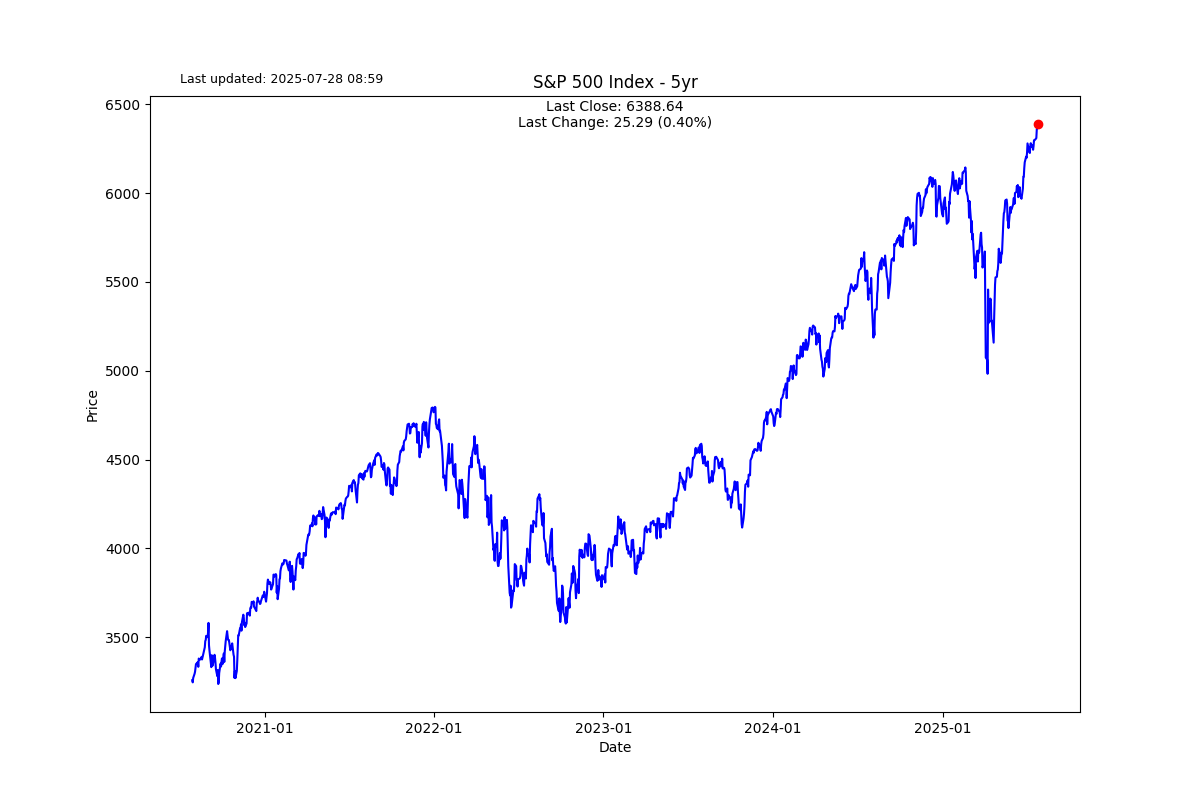 Last updated: 2025-07-28 08:59
S&P 500 Index - 5yr
Last Close: 6388.64
Last Change: 25.29 (0.40%)
6500
6000
5500
5000
4500
4000
3500
Price
2021-01
2022-01
2023-01
2024-01
2025-01
Date